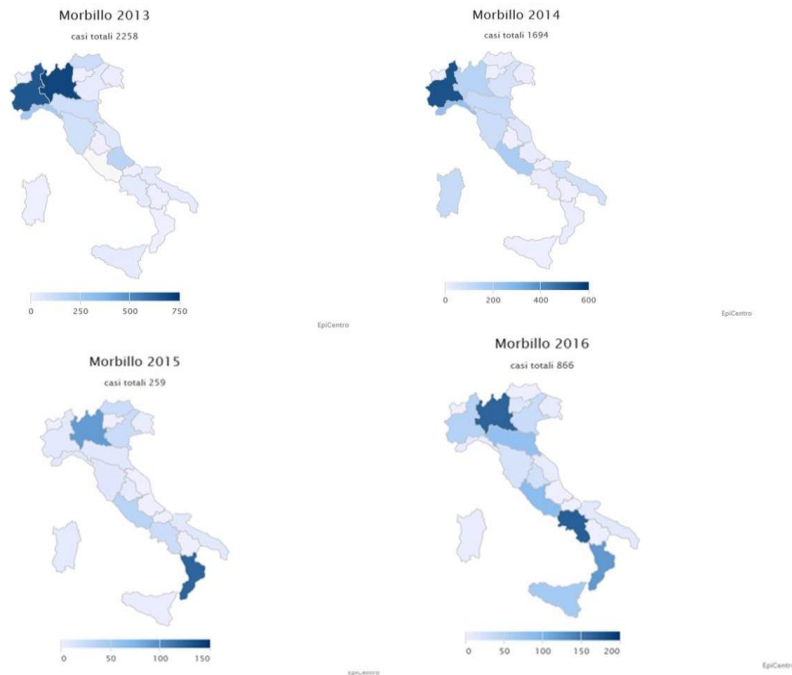 Morbillo 2013
casi totali 2258
0 250 500 750
EpiCentro
Morbillo 2014
casi totali 1694
0 200 400 600
EpiCentro
Morbillo 2015
casi totali 259
0 50 100 150
EpiCentro
Morbillo 2016
casi totali 866
0 50 100 150 200
EpiCentro